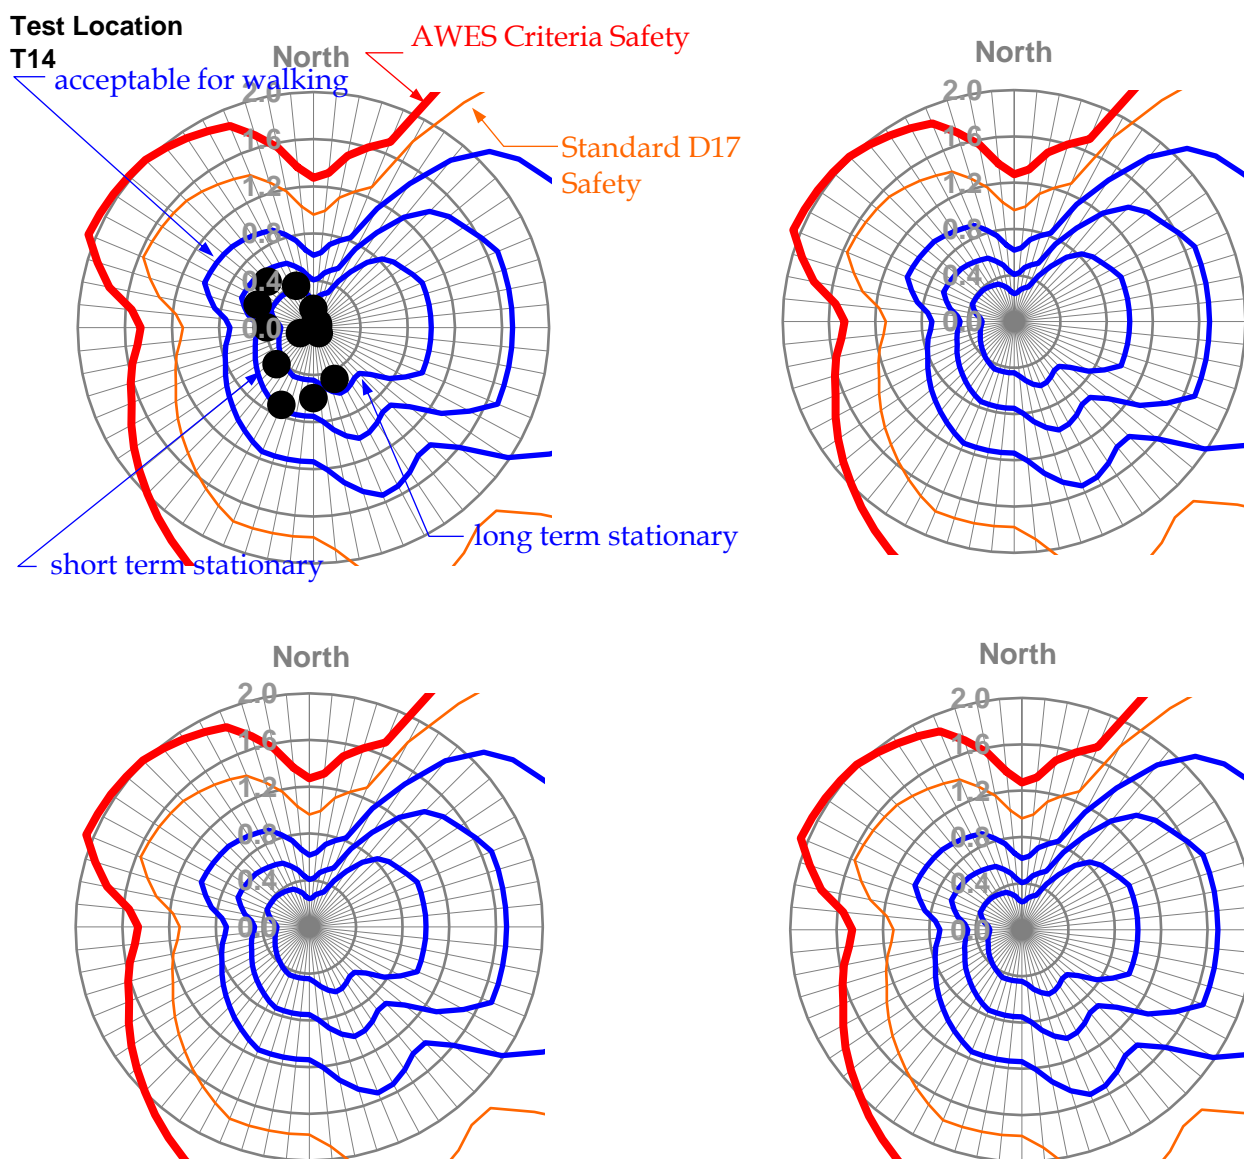 Test Location
T14
North
AWES Criteria Safety
acceptable for walking
Standard D17
Safety
2.0
1.6
1.2
0.8
0.4
0.0
long term stationary
short term stationary
North
2.0
1.6
1.2
0.8
0.4
0.0
North
2.0
1.6
1.2
0.8
0.4
0.0
North
2.0
1.6
1.2
0.8
0.4
0.0